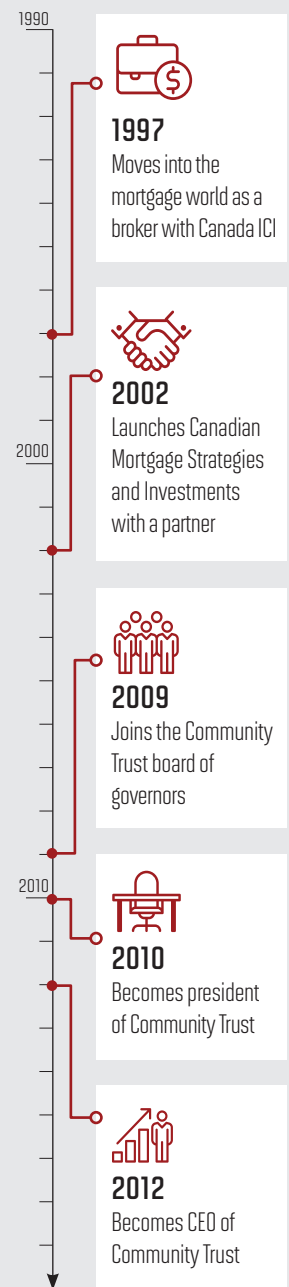 1990
$
1997
Moves into the
mortgage world as a
broker with Canada ICI
2002
Launches Canadian
Mortgage Strategies
and Investments
with a partner
2000
2009
Joins the Community
Trust board of
governors
2010
2010
Becomes president
of Community Trust
2012
Becomes CEO of
Community Trust